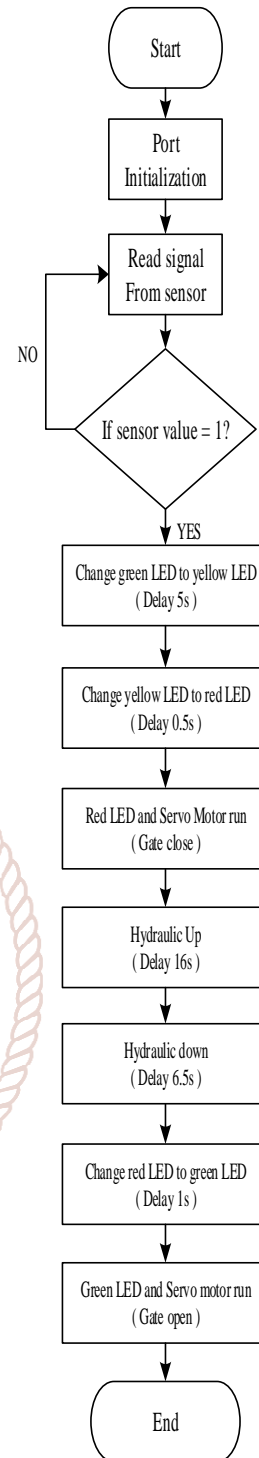 Start
Port
Initialization
Read signal
From sensor
NO
If sensor value = 1?
YES
Change green LED to yellow LED
( Delay 5s )
Change yellow LED to red LED
( Delay 0.5s )
Red LED and Servo Motor run
( Gate close )
Hydraulic Up
( Delay 16s )
Hydraulic down
( Delay 6.5s )
Change red LED to green LED
( Delay 1s )
Green LED and Servo motor run
( Gate open )
End